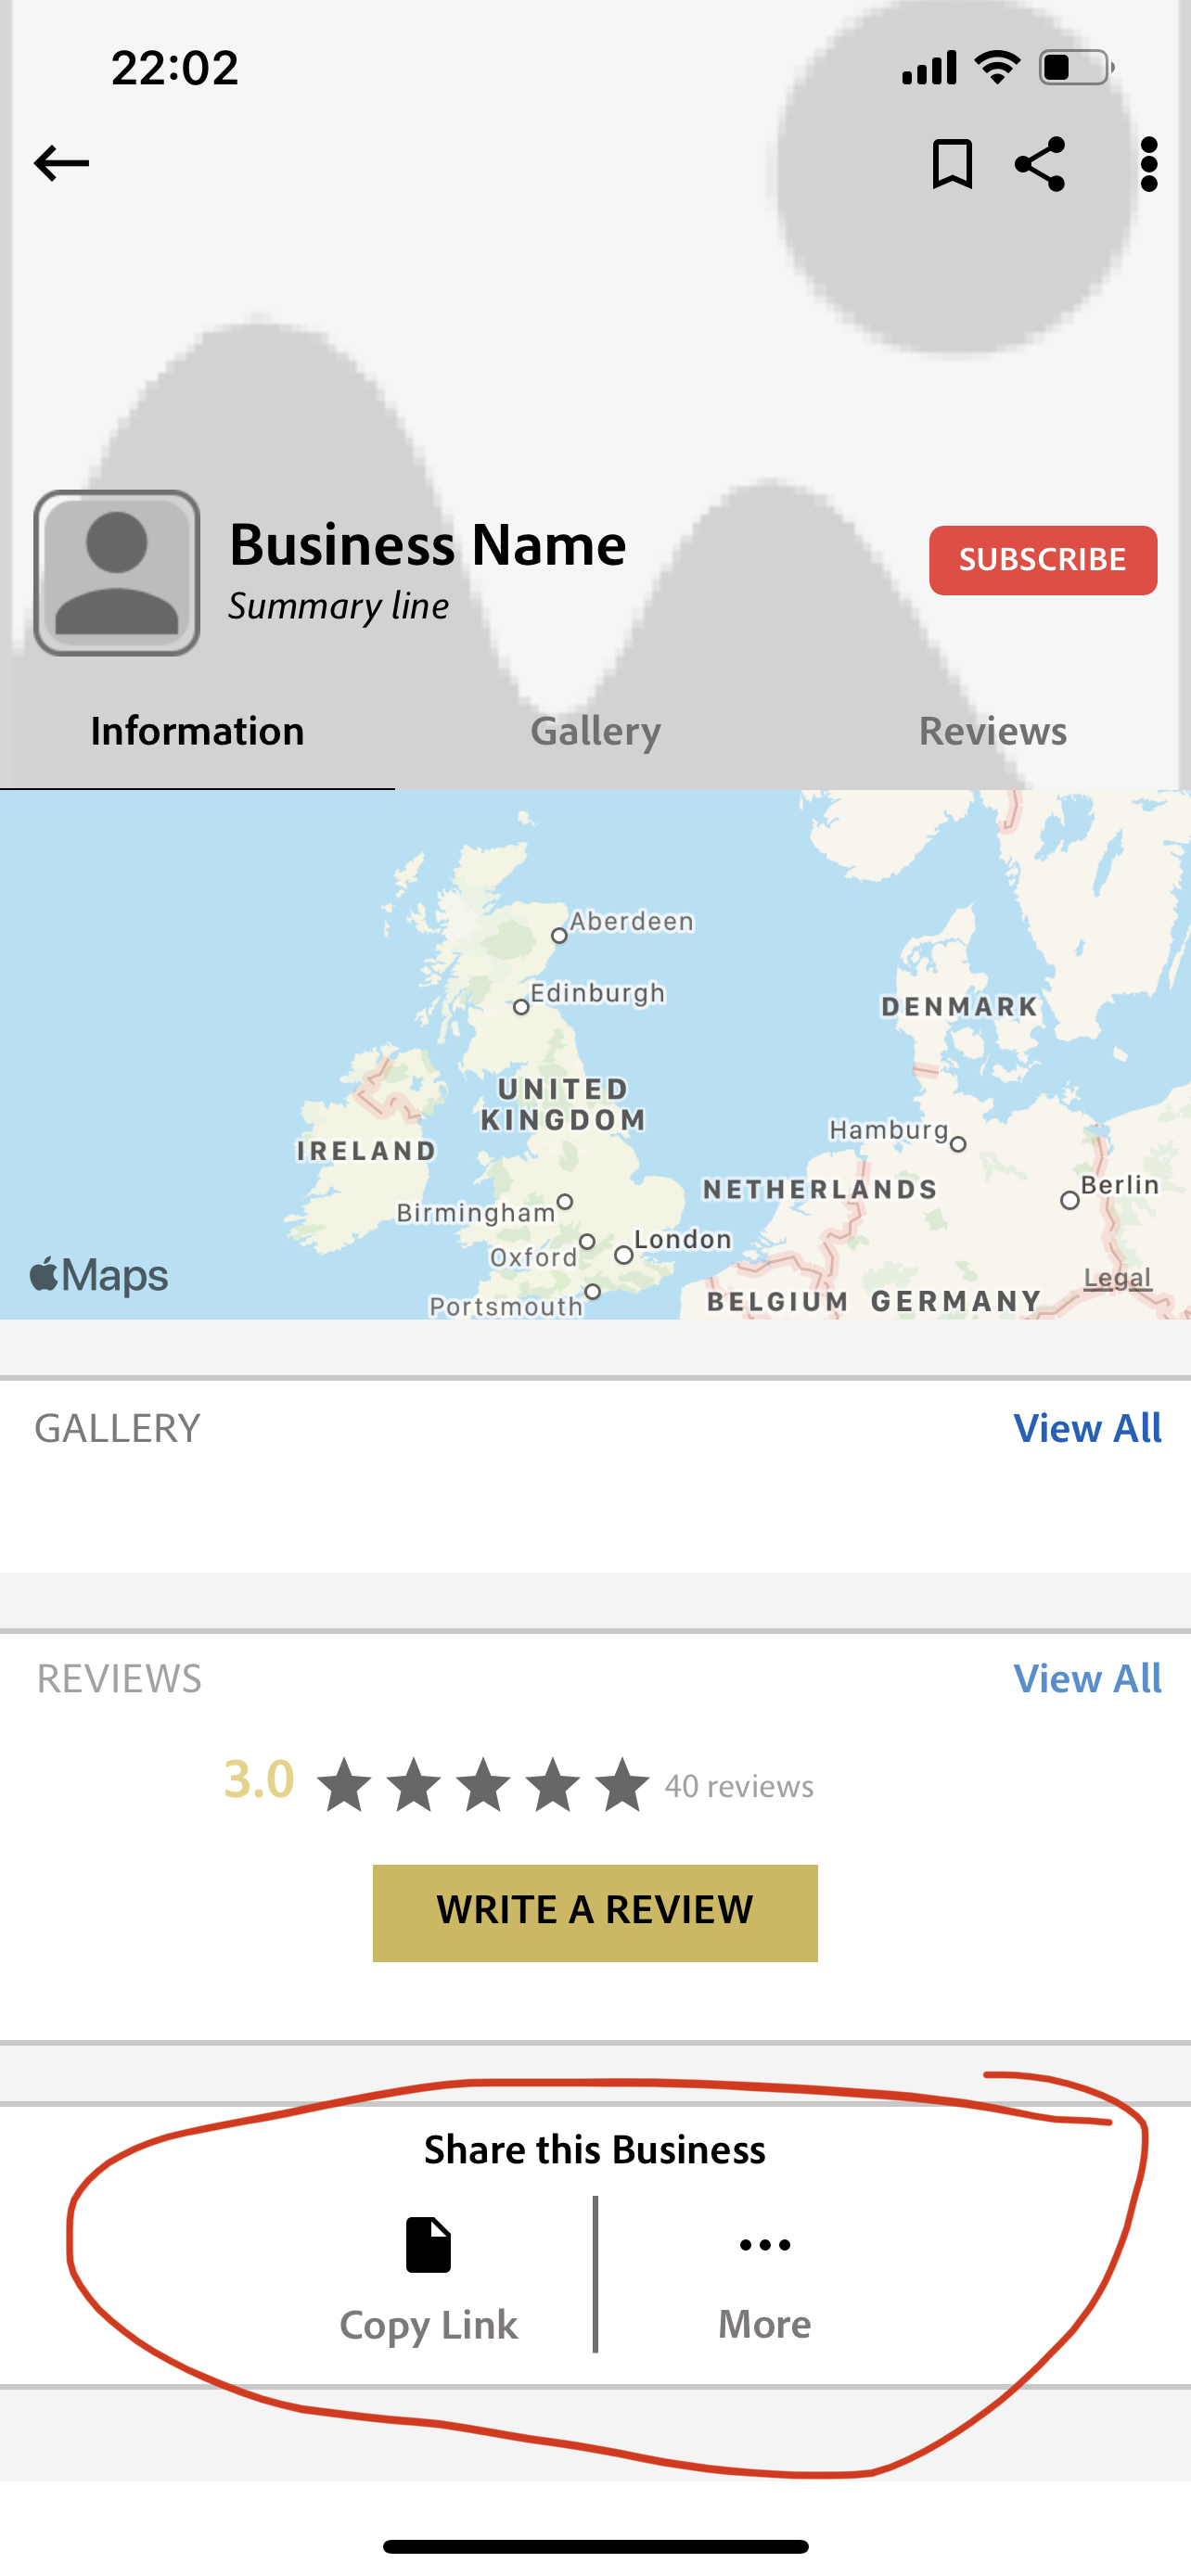 22:02
Business Name
SUBSCRIBE
Summary line
Information Gallery Reviews
Aberdeen
Edinburgh
DENMARK
UNITED
KINGDOM
Hamburg
IRELAND
NETHERLANDS
Berlin
Birmingham
London
Oxford
Maps
Legal
Portsmouth
BELGIUM GERMANY
GALLERY View All
REVIEWS View All
3.0 40 reviews
WRITE A REVIEW
Share this Business
Copy Link More